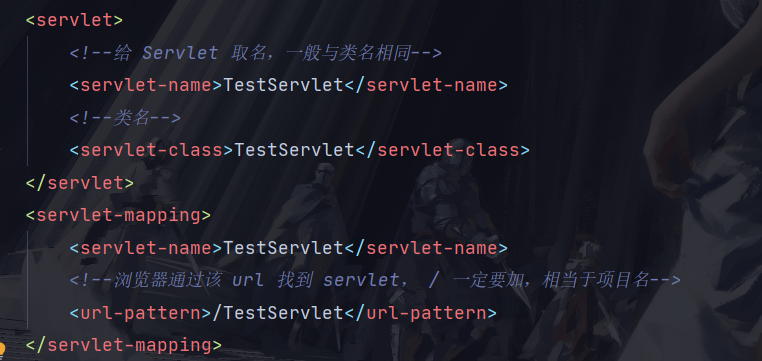 <servlet>
<!--给 Servlet 取名，一般与类名相同-->
<servlet-name>TestServlet</servlet-name>
<!--类名-->
<servlet-class>TestServlet</servlet-class>
</servlet>
<servlet-mapping>
<servlet-name>TestServlet</servlet-name>
<!--浏览器通过该 url 找到 servlet， / 一定要加，相当于项目名-->
<url-pattern>/TestServlet</url-pattern>
</servlet-mapping>